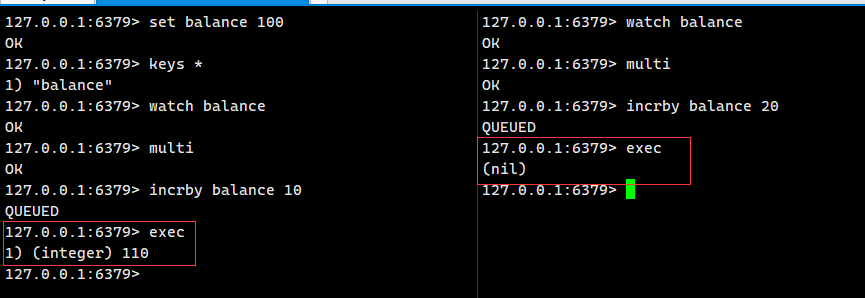 127.0.0.1:6379> set balance 100
OK
127.0.0.1:6379> keys *
1) "balance"
127.0.0.1:6379> watch balance
OK
127.0.0.1:6379> multi
OK
127.0.0.1:6379> incrby balance 10
QUEUED
127.0.0.1:6379> exec
1) (integer) 110
127.0.0.1:6379>
127.0.0.1:6379> watch balance
OK
127.0.0.1:6379> multi
OK
127.0.0.1:6379> incrby balance 20
QUEUED
127.0.0.1:6379> exec
(nil)
127.0.0.1:6379>